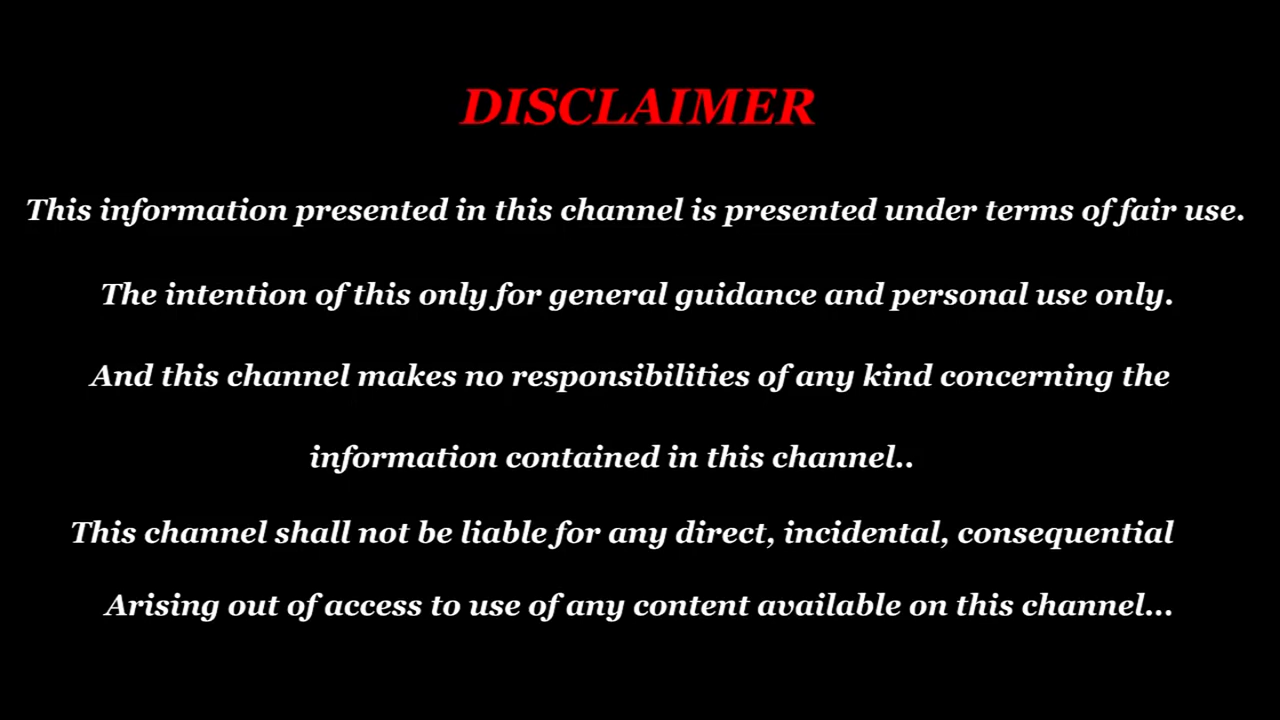 DISCLAIMER
This information presented in this channel is presented under terms of fair use.
The intention of this only for general guidance and personal use only.
And this channel makes no responsibilities of any kind concerning the
information contained in this channel..
This channel shall not be liable for any direct, incidental, consequential
Arising out of access to use of any content available on this channel...